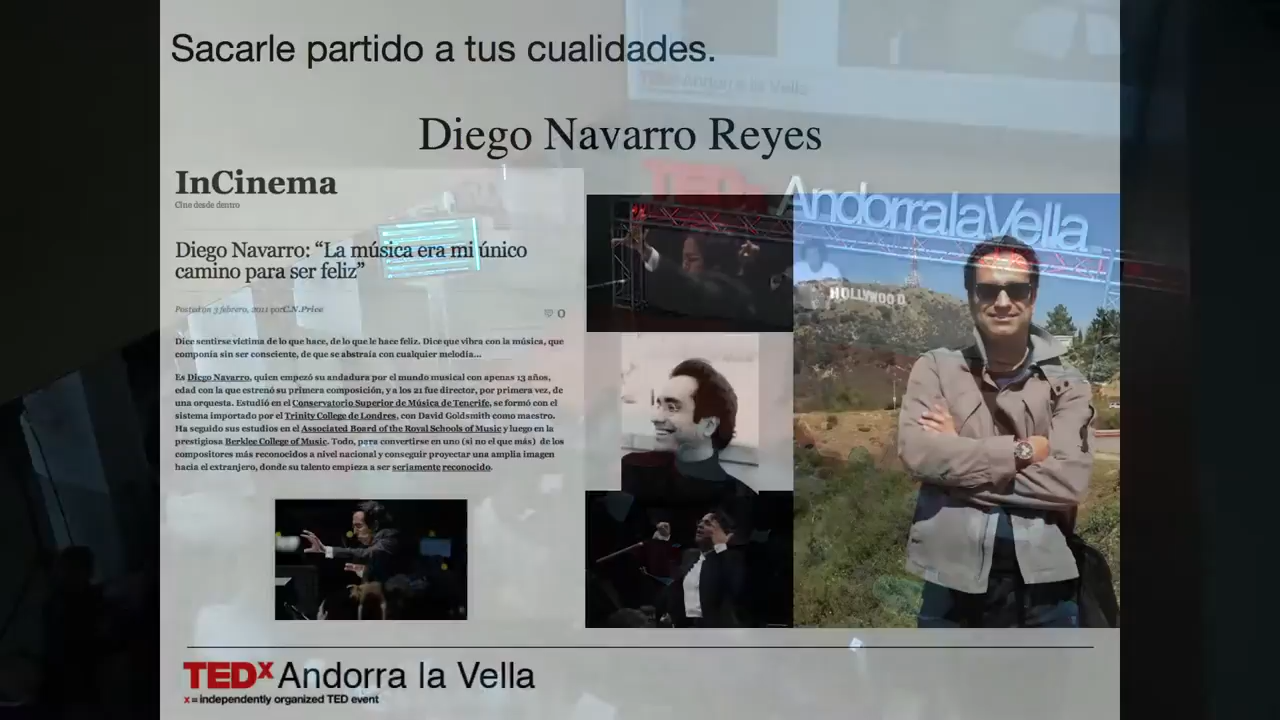 Sacarle partido a tus cualidades.
TEDx Andorra la Vella
Diego Navarro Reyes
InCinema
Cine desde dentro
TEDx AndorralaVella
Diego Navarro: “La música era mi único
camino para ser feliz”
HOLLYWOOD
Posted on 3 febrero, 2011 por C.N.Price
0
Dice sentirse víctima de lo que hace, de lo que le hace feliz. Dice que vibra con la música, que
componía sin ser consciente, de que se abstraía con cualquier melodía...
Es Diego Navarro, quien empezó su andadura por el mundo musical con apenas 13 años,
edad con la que estrenó su primera composición, y a los 21 fue director, por primera vez, de
una orquesta. Estudió en el Conservatorio Superior de Música de Tenerife, se formó con el
sistema importado por el Trinity College de Londres, con David Goldsmith como maestro.
Ha seguido sus estudios en el Associated Board of the Royal Schools of Music y luego en la
prestigiosa Berklee College of Music. Todo, para convertirse en uno (si no el que más) de los
compositores más reconocidos a nivel nacional y conseguir proyectar una amplia imagen
hacia el extranjero, donde su talento empieza a ser seriamente reconocido.
TEDx Andorra la Vella
x = independently organized TED event